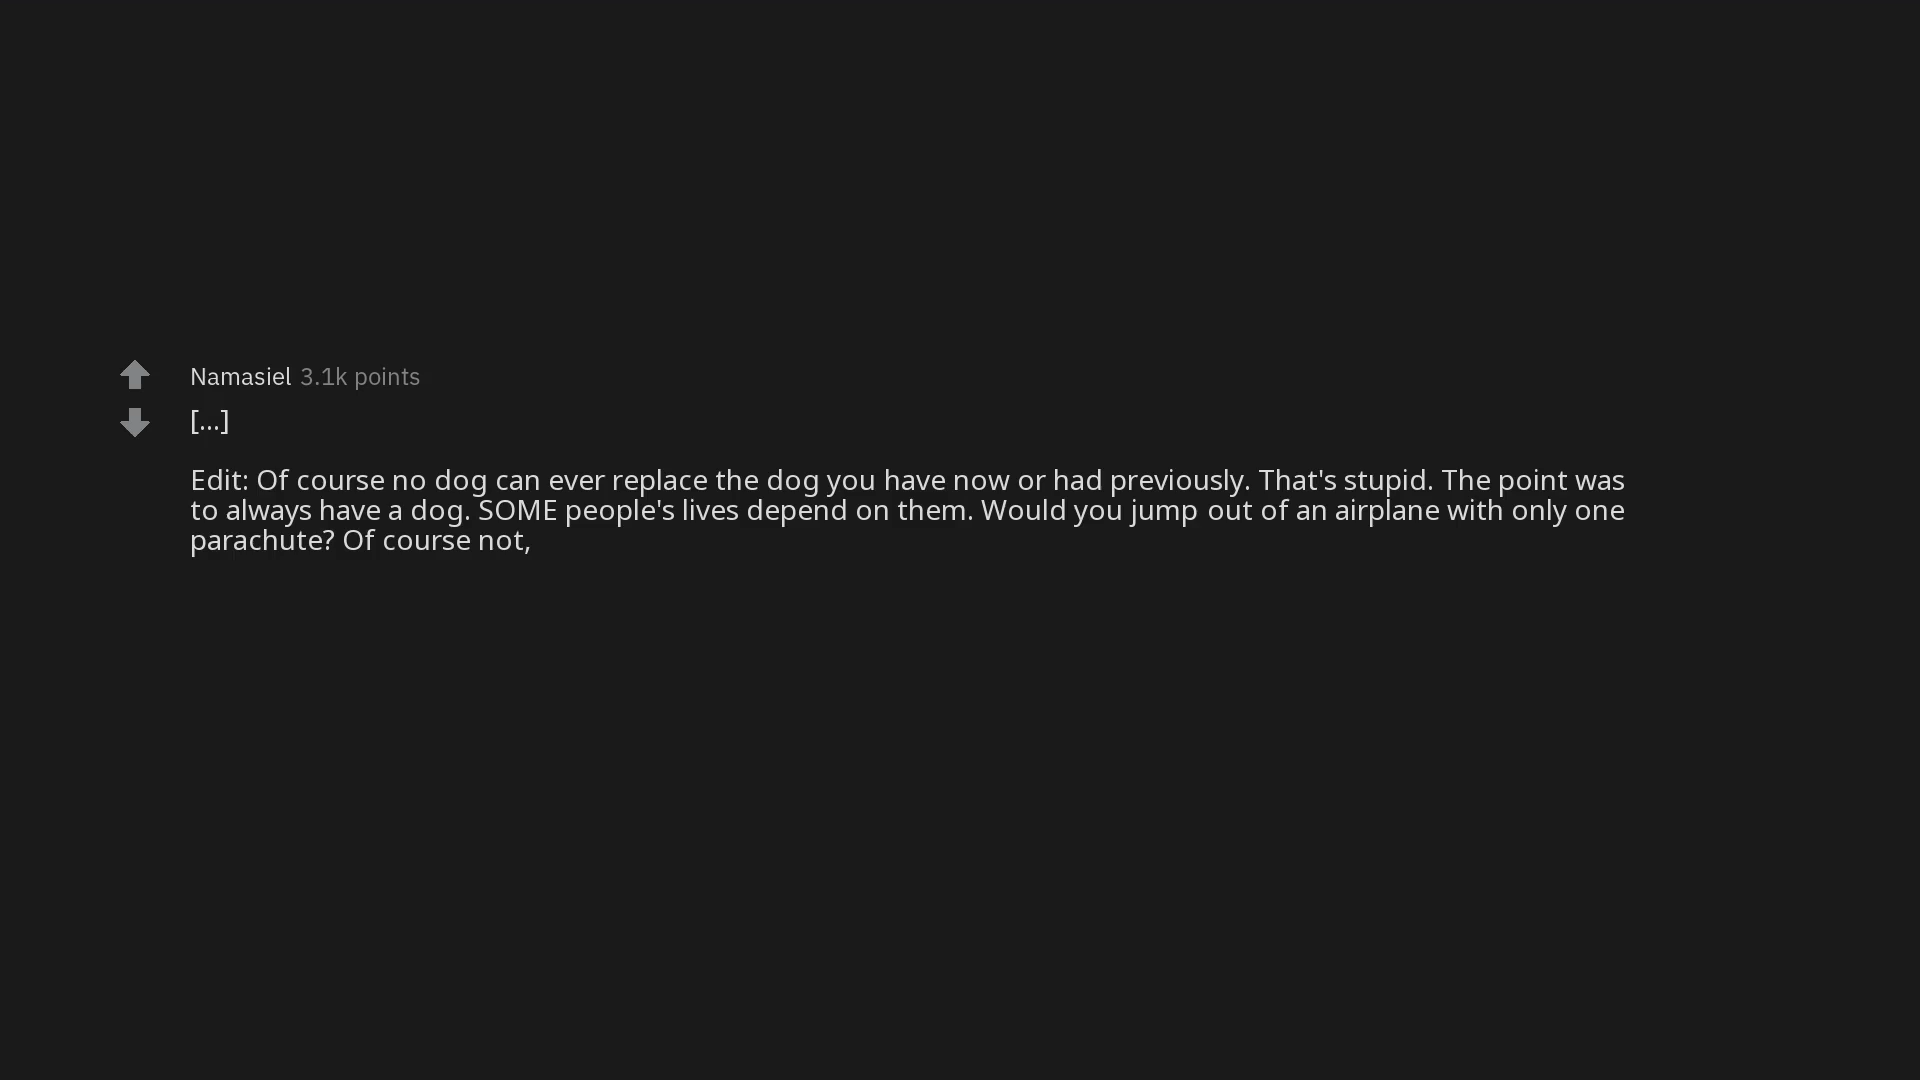 Namasiel 3.1k points
[...]
Edit: Of course no dog can ever replace the dog you have now or had previously. That's stupid. The point was
to always have a dog. SOME people's lives depend on them. Would you jump out of an airplane with only one
parachute? Of course not,